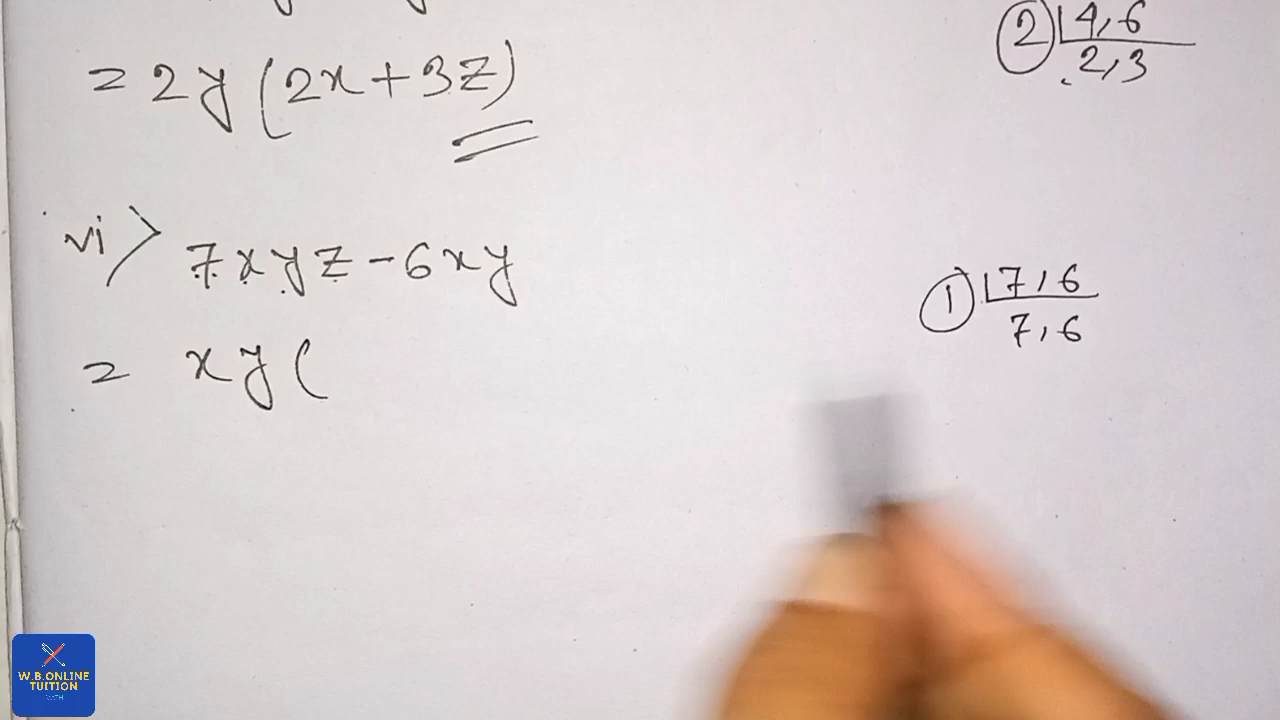 = 2y(2x+3z)
2 | 4, 6
2, 3
vi> 7xyz - 6xy
1 | 7, 6
7, 6
= xy(
W.B.ONLINE
TUITION
MATH